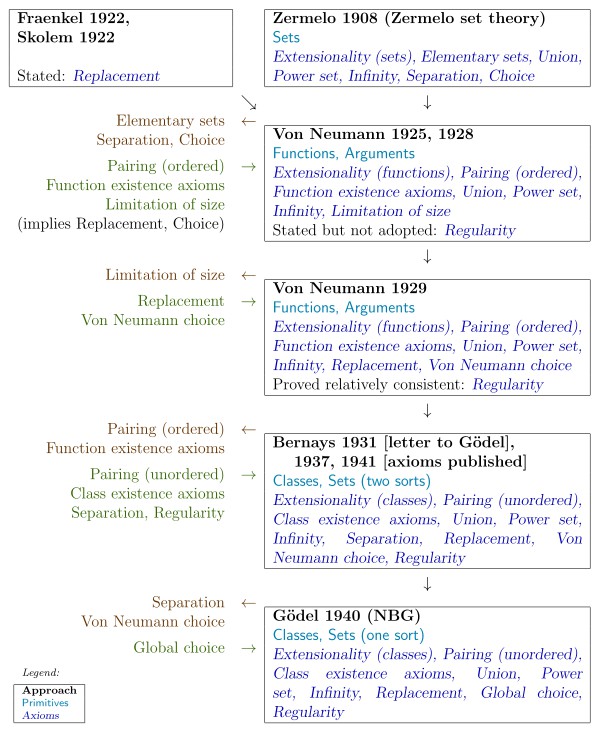 Fraenkel 1922,
Skolem 1922
Stated: Replacement
Zermelo 1908 (Zermelo set theory)
Sets
Extensionality (sets), Elementary sets, Union,
Power set, Infinity, Separation, Choice
↘
↓
Elementary sets ←
Separation, Choice
Pairing (ordered) →
Function existence axioms
Limitation of size
(implies Replacement, Choice)
Von Neumann 1925, 1928
Functions, Arguments
Extensionality (functions), Pairing (ordered),
Function existence axioms, Union, Power set,
Infinity, Limitation of size
Stated but not adopted: Regularity
↓
Limitation of size ←
Replacement →
Von Neumann choice
Von Neumann 1929
Functions, Arguments
Extensionality (functions), Pairing (ordered),
Function existence axioms, Union, Power set,
Infinity, Replacement, Von Neumann choice
Proved relatively consistent: Regularity
↓
Pairing (ordered) ←
Function existence axioms
Pairing (unordered) →
Class existence axioms
Separation, Regularity
Bernays 1931 [letter to Gödel],
1937, 1941 [axioms published]
Classes, Sets (two sorts)
Extensionality (classes), Pairing (unordered),
Class existence axioms, Union, Power set,
Infinity, Separation, Replacement, Von
Neumann choice, Regularity
↓
Separation ←
Von Neumann choice
Global choice →
Gödel 1940 (NBG)
Classes, Sets (one sort)
Extensionality (classes), Pairing (unordered),
Class existence axioms, Union, Power
set, Infinity, Replacement, Global choice,
Regularity
Legend:
Approach
Primitives
Axioms